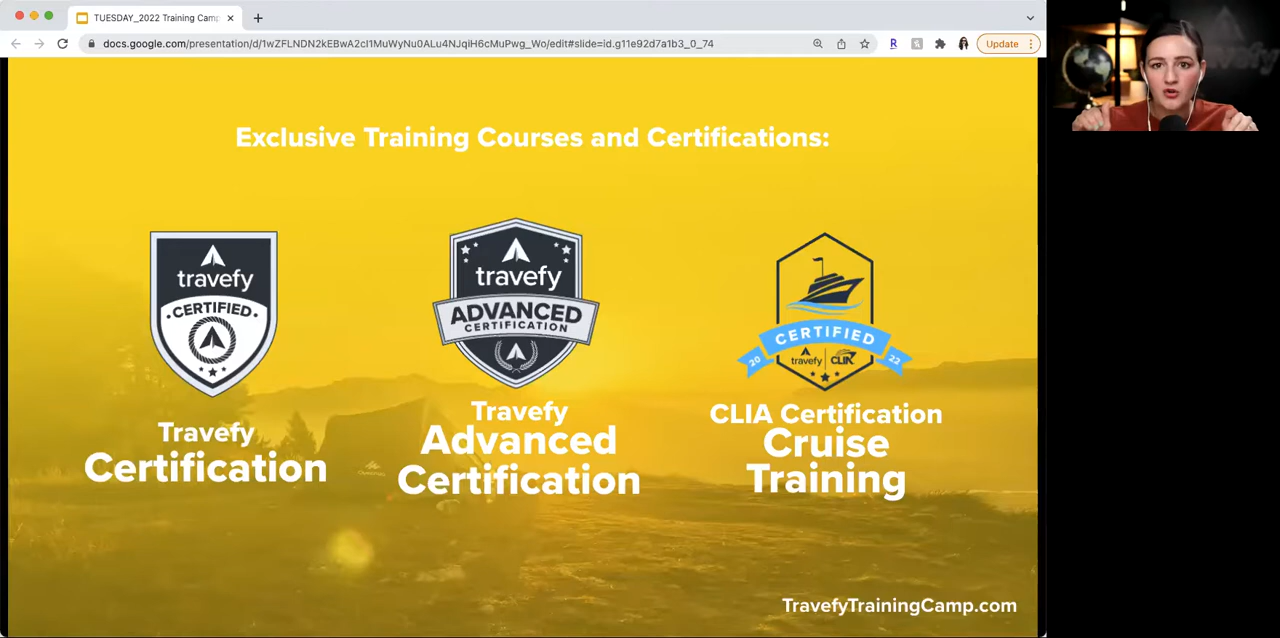 TUESDAY_2022 Training Camp
docs.google.com/presentation/d/1wZFLNDN2kEBwA2cI1MuWyNu0ALu4NJqiH6cMuPwg_Wo/edit#slide=id.g11e92d7a1b3_0_74
R
Update
Exclusive Training Courses and Certifications:
travefy
CERTIFIED
travefy
ADVANCED
CERTIFICATION
CERTIFIED
20
travefy
CLIA
22
Travefy
Certification
Travefy
Advanced
Certification
CLIA Certification
Cruise
Training
TravefyTrainingCamp.com